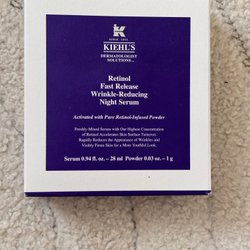 K
SINCE 1851
KIEHL'S
DERMATOLOGIST
SOLUTIONS™
Retinol
Fast Release
Wrinkle-Reducing
Night Serum
Activated with Pure Retinol-Infused Powder
Freshly-Mixed Serum with Our Highest Concentration
of Retinol Accelerates Skin Surface Turnover.
Rapidly Reduces the Appearance of Wrinkles and
Visibly Firms Skin for a More Youthful Look.
Serum 0.94 fl. oz. – 28 ml Powder 0.03 oz. – 1 g